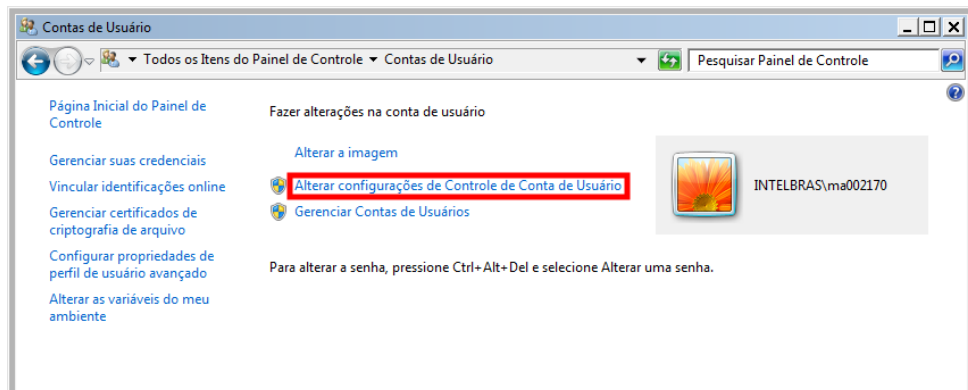 Contas de Usuário
Todos os Itens do Painel de Controle Contas de Usuário
Pesquisar Painel de Controle
Página Inicial do Painel de
Controle
Gerenciar suas credenciais
Vincular identificações online
Gerenciar certificados de
criptografia de arquivo
Configurar propriedades de
perfil de usuário avançado
Alterar as variáveis do meu
ambiente
Fazer alterações na conta de usuário
Alterar a imagem
Alterar configurações de Controle de Conta de Usuário
Gerenciar Contas de Usuários
INTELBRAS\ma002170
Para alterar a senha, pressione Ctrl+Alt+Del e selecione Alterar uma senha.